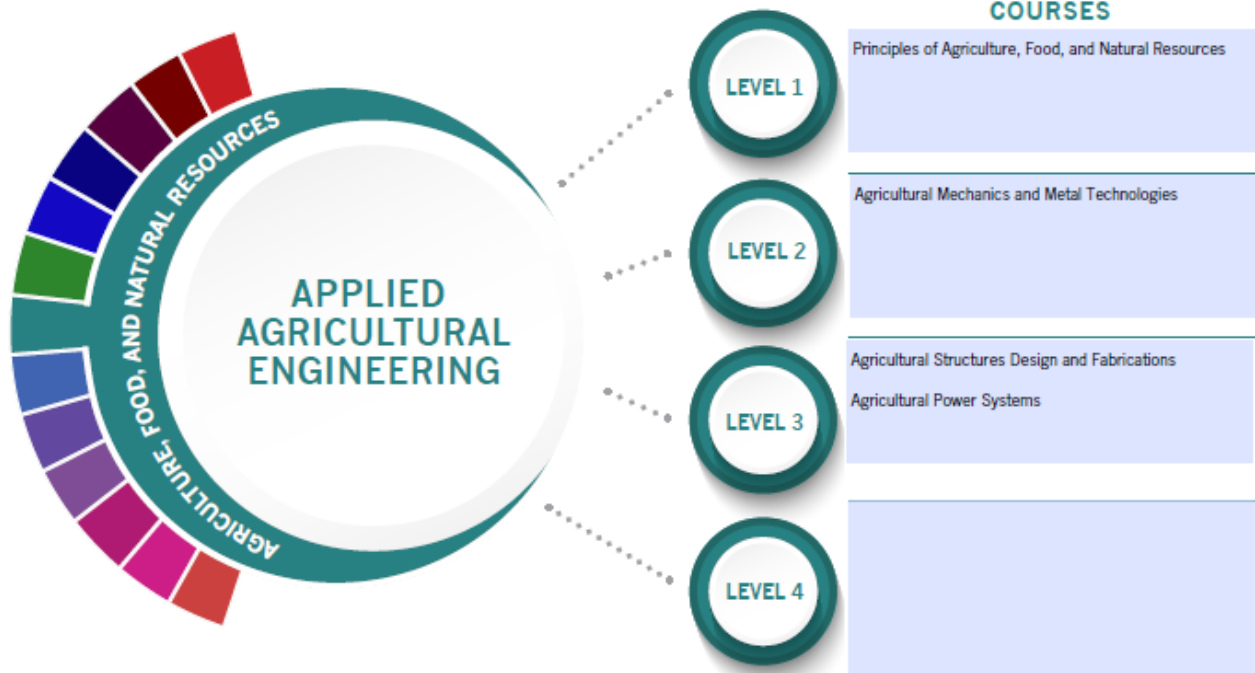 AGRICULTURE, FOOD, AND NATURAL RESOURCES
APPLIED
AGRICULTURAL
ENGINEERING
COURSES
LEVEL 1
Principles of Agriculture, Food, and Natural Resources
LEVEL 2
Agricultural Mechanics and Metal Technologies
LEVEL 3
Agricultural Structures Design and Fabrications
Agricultural Power Systems
LEVEL 4